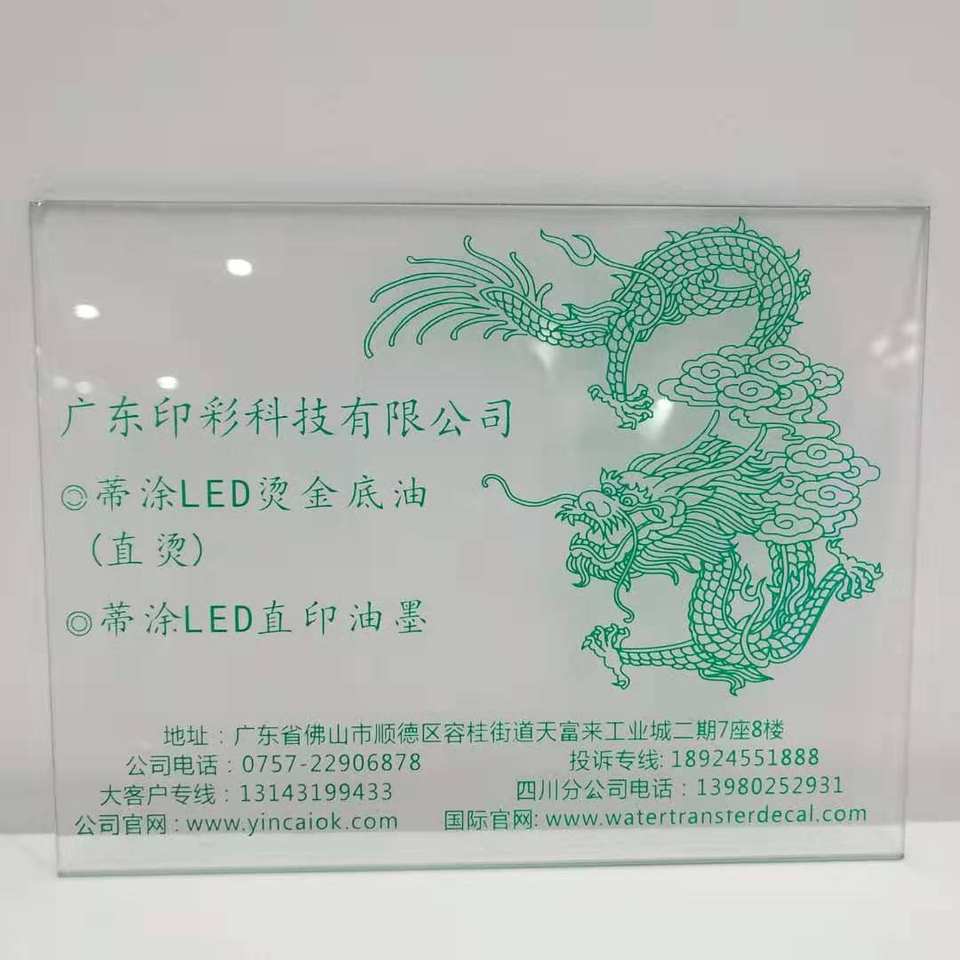 广东印彩科技有限公司
◎蒂涂LED烫金底油
(直烫)
◎蒂涂LED直印油墨
地址：广东省佛山市顺德区容桂街道天富来工业城二期7座8楼
公司电话：0757-22906878 投诉专线: 18924551888
大客户专线：13143199433 四川分公司电话：13980252931
公司官网: www.yincaiok.com 国际官网: www.watertransferdecal.com